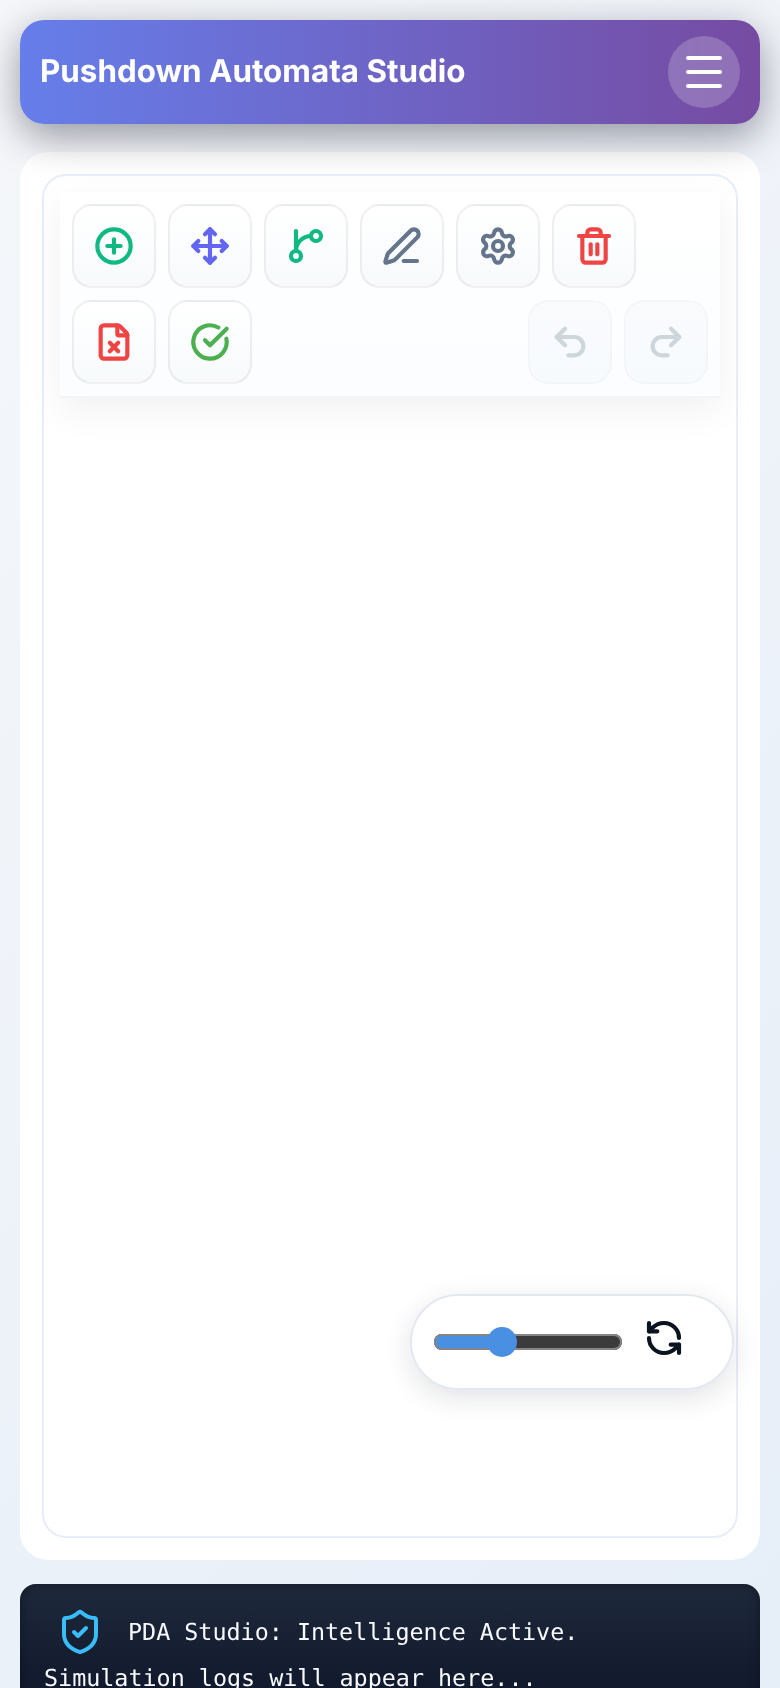 Pushdown Automata Studio
PDA Studio: Intelligence Active.
Simulation logs will appear here...